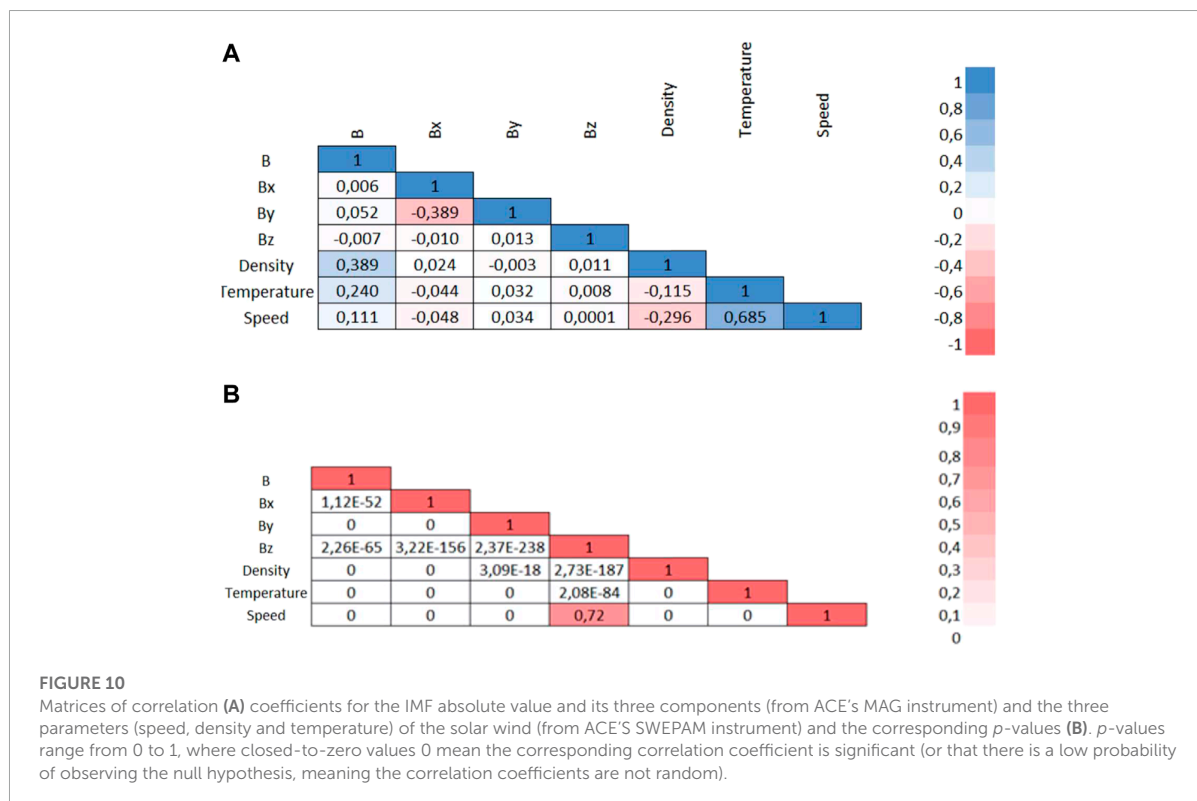 A
B Bx By Bz Density Temperature Speed
B 1
Bx 0,006 1
By 0,052 -0,389 1
Bz -0,007 -0,010 0,013 1
Density 0,389 0,024 -0,003 0,011 1
Temperature 0,240 -0,044 0,032 0,008 -0,115 1
Speed 0,111 -0,048 0,034 0,0001 -0,296 0,685 1
1
0,8
0,6
0,4
0,2
0
-0,2
-0,4
-0,6
-0,8
-1
B
B 1
Bx 1,12E-52 1
By 0 0 1
Bz 2,26E-65 3,22E-156 2,37E-238 1
Density 0 0 3,09E-18 2,73E-187 1
Temperature 0 0 0 2,08E-84 0 1
Speed 0 0 0 0,72 0 0 1
1
0,9
0,8
0,7
0,6
0,5
0,4
0,3
0,2
0,1
0
FIGURE 10
Matrices of correlation (A) coefficients for the IMF absolute value and its three components (from ACE's MAG instrument) and the three
parameters (speed, density and temperature) of the solar wind (from ACE'S SWEPAM instrument) and the corresponding p-values (B). p-values
range from 0 to 1, where closed-to-zero values 0 mean the corresponding correlation coefficient is significant (or that there is a low probability
of observing the null hypothesis, meaning the correlation coefficients are not random).